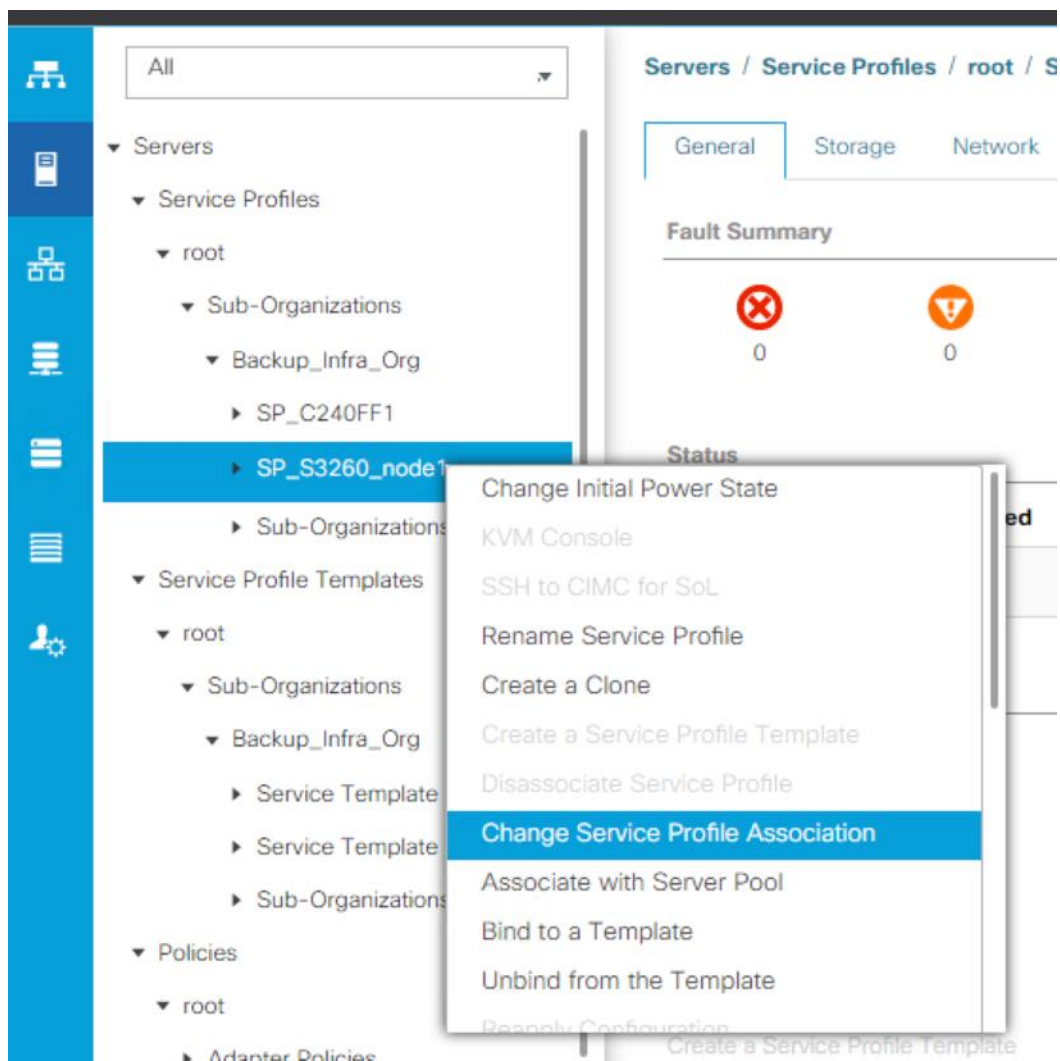 All
Servers
Service Profiles
root
Sub-Organizations
Backup_Infra_Org
SP_C240FF1
SP_S3260_node1
Sub-Organizations
Service Profile Templates
root
Sub-Organizations
Backup_Infra_Org
Service Template
Service Template
Sub-Organizations
Policies
root
Adapter Policies
Servers / Service Profiles / root / S
General Storage Network
Fault Summary
0 0
Status
ed
Change Initial Power State
KVM Console
SSH to CIMC for SoL
Rename Service Profile
Create a Clone
Create a Service Profile Template
Disassociate Service Profile
Change Service Profile Association
Associate with Server Pool
Bind to a Template
Unbind from the Template
Reapply Configuration
Create a Service Profile Template